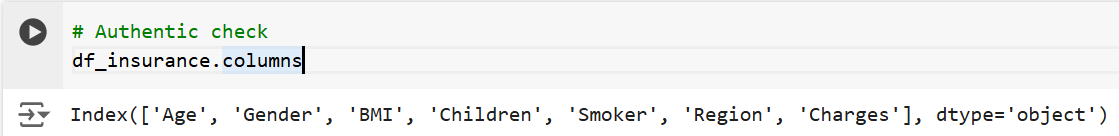 # Authentic check
df_insurance.columns
Index(['Age', 'Gender', 'BMI', 'Children', 'Smoker', 'Region', 'Charges'], dtype='object')